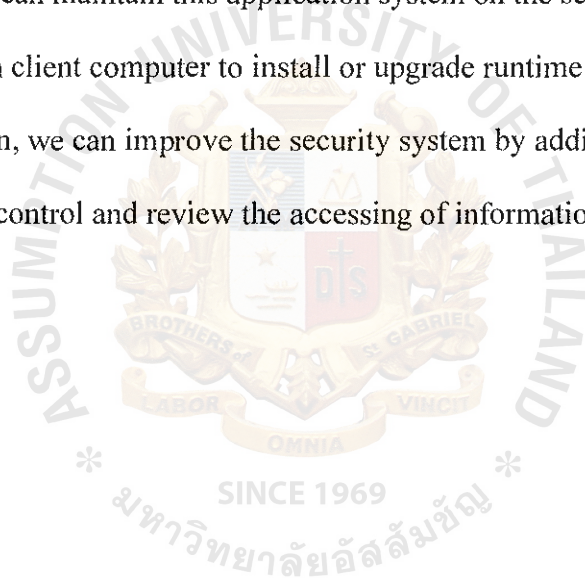 can maintain this application system on the se
client computer to install or upgrade runtime
n, we can improve the security system by addi
control and review the accessing of informatio
ASSUMPTION UNIVERSITY OF THAILAND
D S
BROTHERS of St GABRIEL
LABOR OMNIA VINCIT
SINCE 1969
มหาวิทยาลัยอัสสัมชัญ